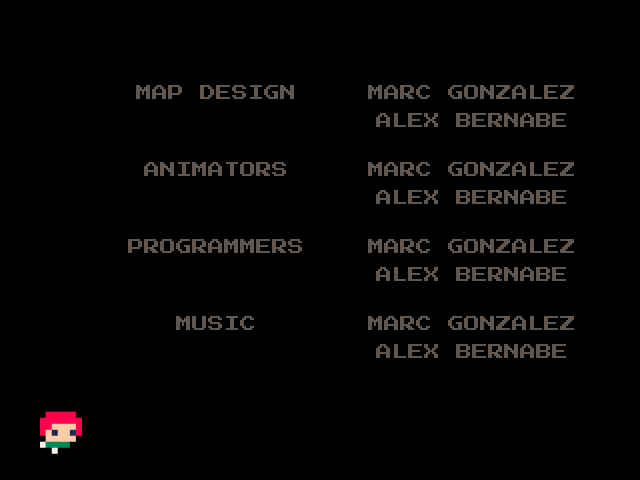 MAP DESIGN MARC GONZALEZ
ALEX BERNABE
ANIMATORS MARC GONZALEZ
ALEX BERNABE
PROGRAMMERS MARC GONZALEZ
ALEX BERNABE
MUSIC MARC GONZALEZ
ALEX BERNABE